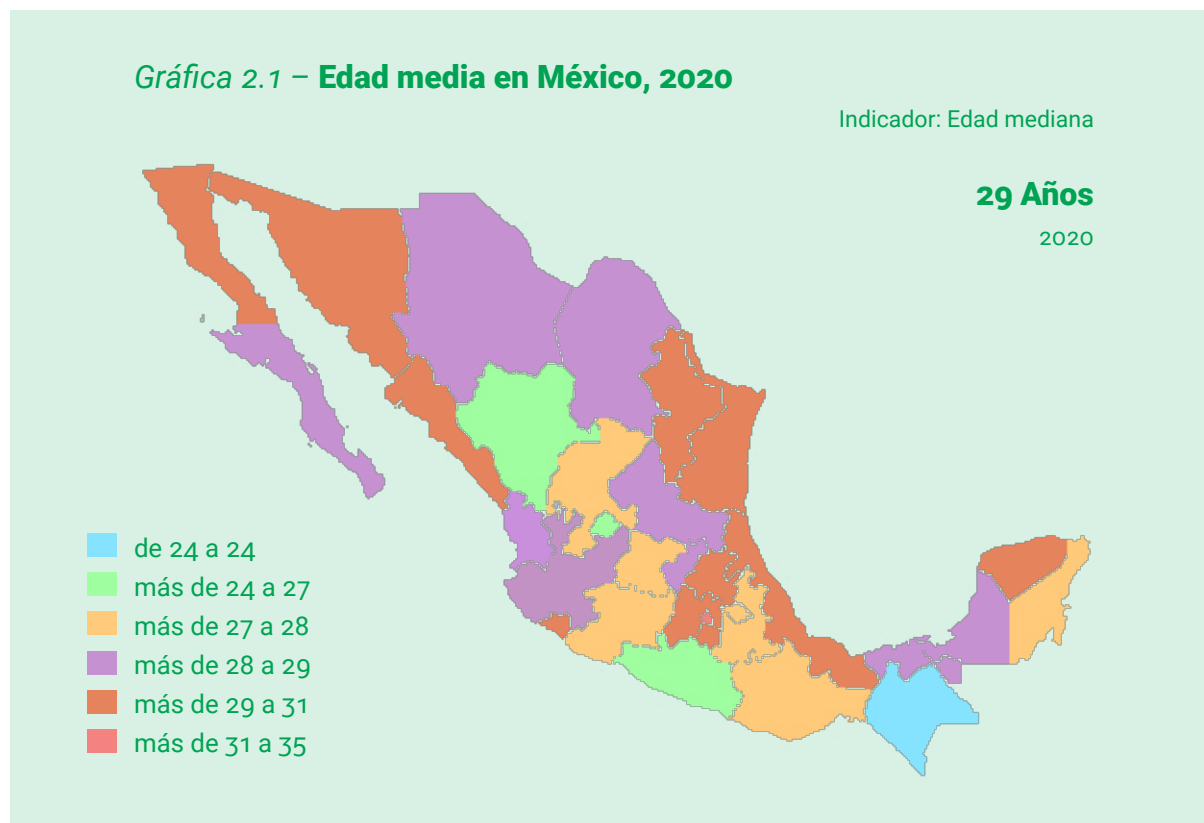 Gráfica 2.1 – Edad media en México, 2020
Indicador: Edad mediana
29 Años
2020
de 24 a 24
más de 24 a 27
más de 27 a 28
más de 28 a 29
más de 29 a 31
más de 31 a 35